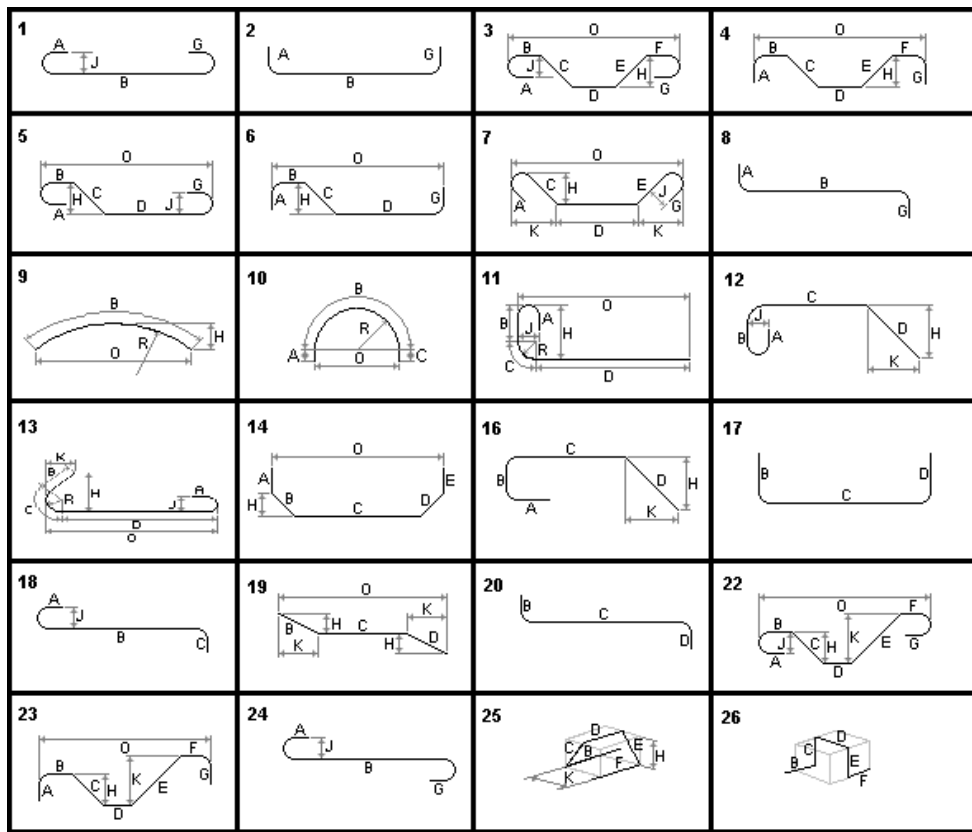 1
A G
J
B
2
A G
B
3
O
B F
J C E H
A D G
4
O
B F
C E H
A D G
5
O
B
H C G
A D J
6
O
B
A H C D G
7
O
C H E J
A G
K D K
8
A
B
G
9
B
H
R
O
10
B
R
A O C
11
O
B A H
J
R
C D
12
C
J D H
B A
K
13
K
B
H A
C R J
D
O
14
O
A E
H B D
C
16
C
B D H
A
K
17
B D
C
18
A
J
B C
19
O
K
H C
B H D
K
20
B C
D
22
O
B F
J C H K E G
A D
23
O
B F
C H K E G
A D
24
A
J
B
G
25
D
C B E
H
K F
26
D
C
B E
F